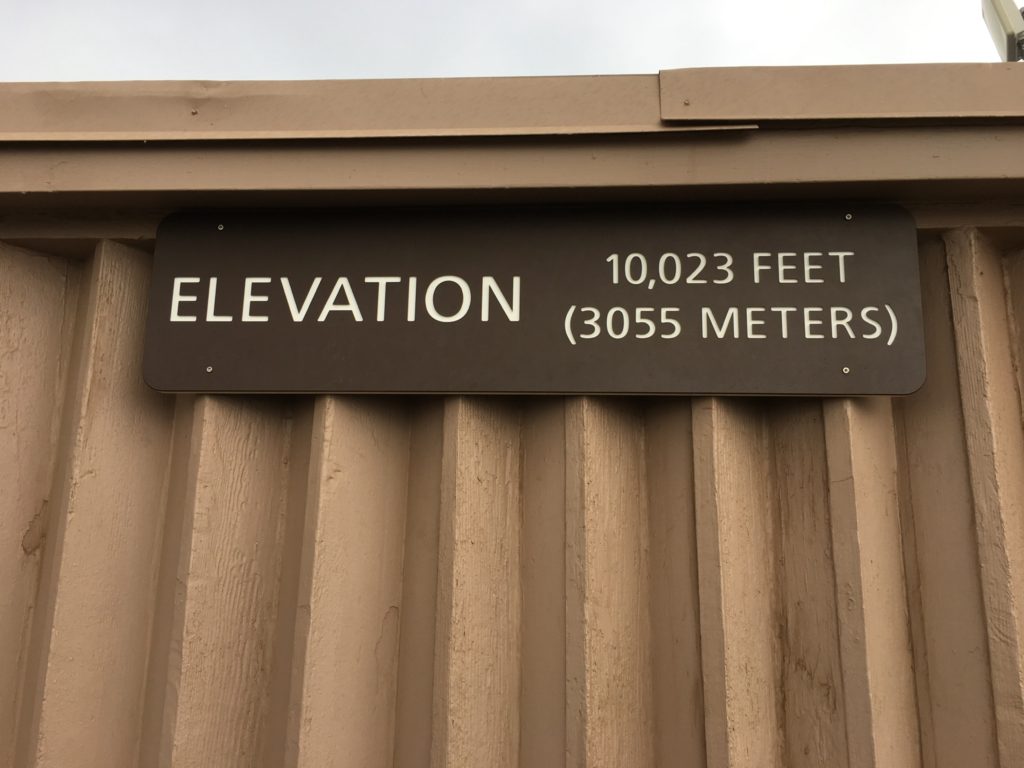 ELEVATION
10,023 FEET
(3055 METERS)